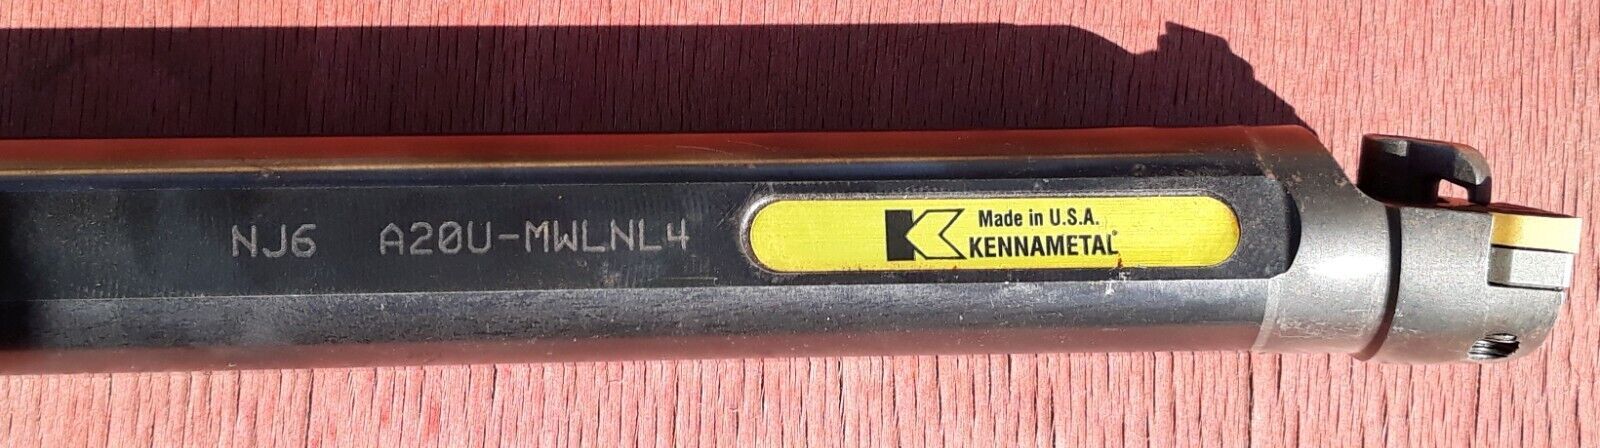 NJ6 A20U-MWLNL4
Made in U.S.A.
KENNAMETAL®